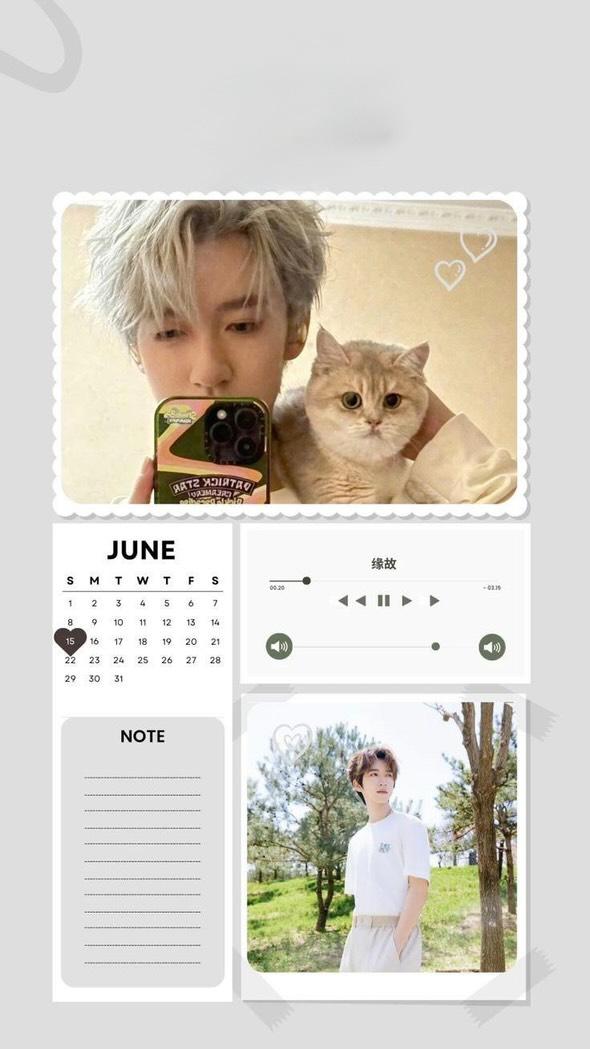 PATRICK STAR
CREAMERY
JUNE
S M T W T F S
1 2 3 4 5 6 7
8 9 10 11 12 13 14
15 16 17 18 19 20 21
22 23 24 25 26 27 28
29 30 31
NOTE
缘故
00.20 - 03.15